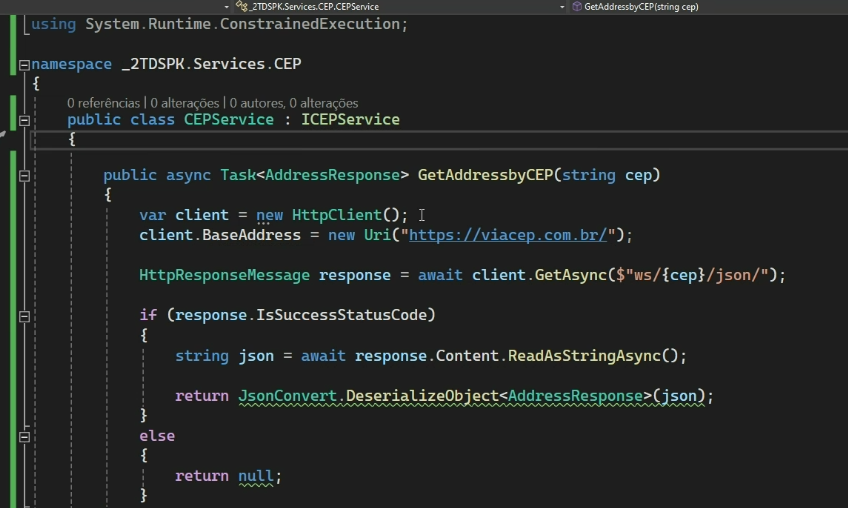 _2TDSPK.Services.CEP.CEPService GetAddressbyCEP(string cep)
using System.Runtime.ConstrainedExecution;
namespace _2TDSPK.Services.CEP
{
0 referências | 0 alterações | 0 autores, 0 alterações
public class CEPService : ICEPService
{
public async Task<AddressResponse> GetAddressbyCEP(string cep)
{
var client = new HttpClient();
client.BaseAddress = new Uri("https://viacep.com.br/");
HttpResponseMessage response = await client.GetAsync($"ws/{cep}/json/");
if (response.IsSuccessStatusCode)
{
string json = await response.Content.ReadAsStringAsync();
return JsonConvert.DeserializeObject<AddressResponse>(json);
}
else
{
return null;
}